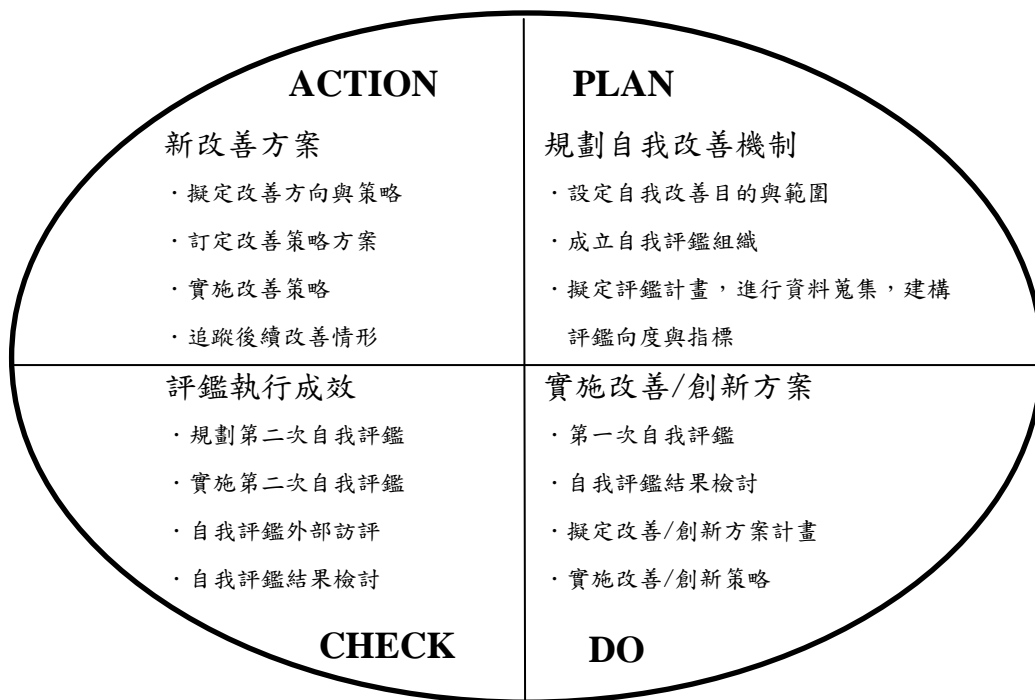 ACTION
新改善方案
·擬定改善方向與策略
·訂定改善策略方案
·實施改善策略
·追蹤後續改善情形
PLAN
規劃自我改善機制
·設定自我改善目的與範圍
·成立自我評鑑組織
·擬定評鑑計畫，進行資料蒐集，建構
評鑑向度與指標
評鑑執行成效
·規劃第二次自我評鑑
·實施第二次自我評鑑
·自我評鑑外部訪評
·自我評鑑結果檢討
CHECK
實施改善/創新方案
·第一次自我評鑑
·自我評鑑結果檢討
·擬定改善/創新方案計畫
·實施改善/創新策略
DO